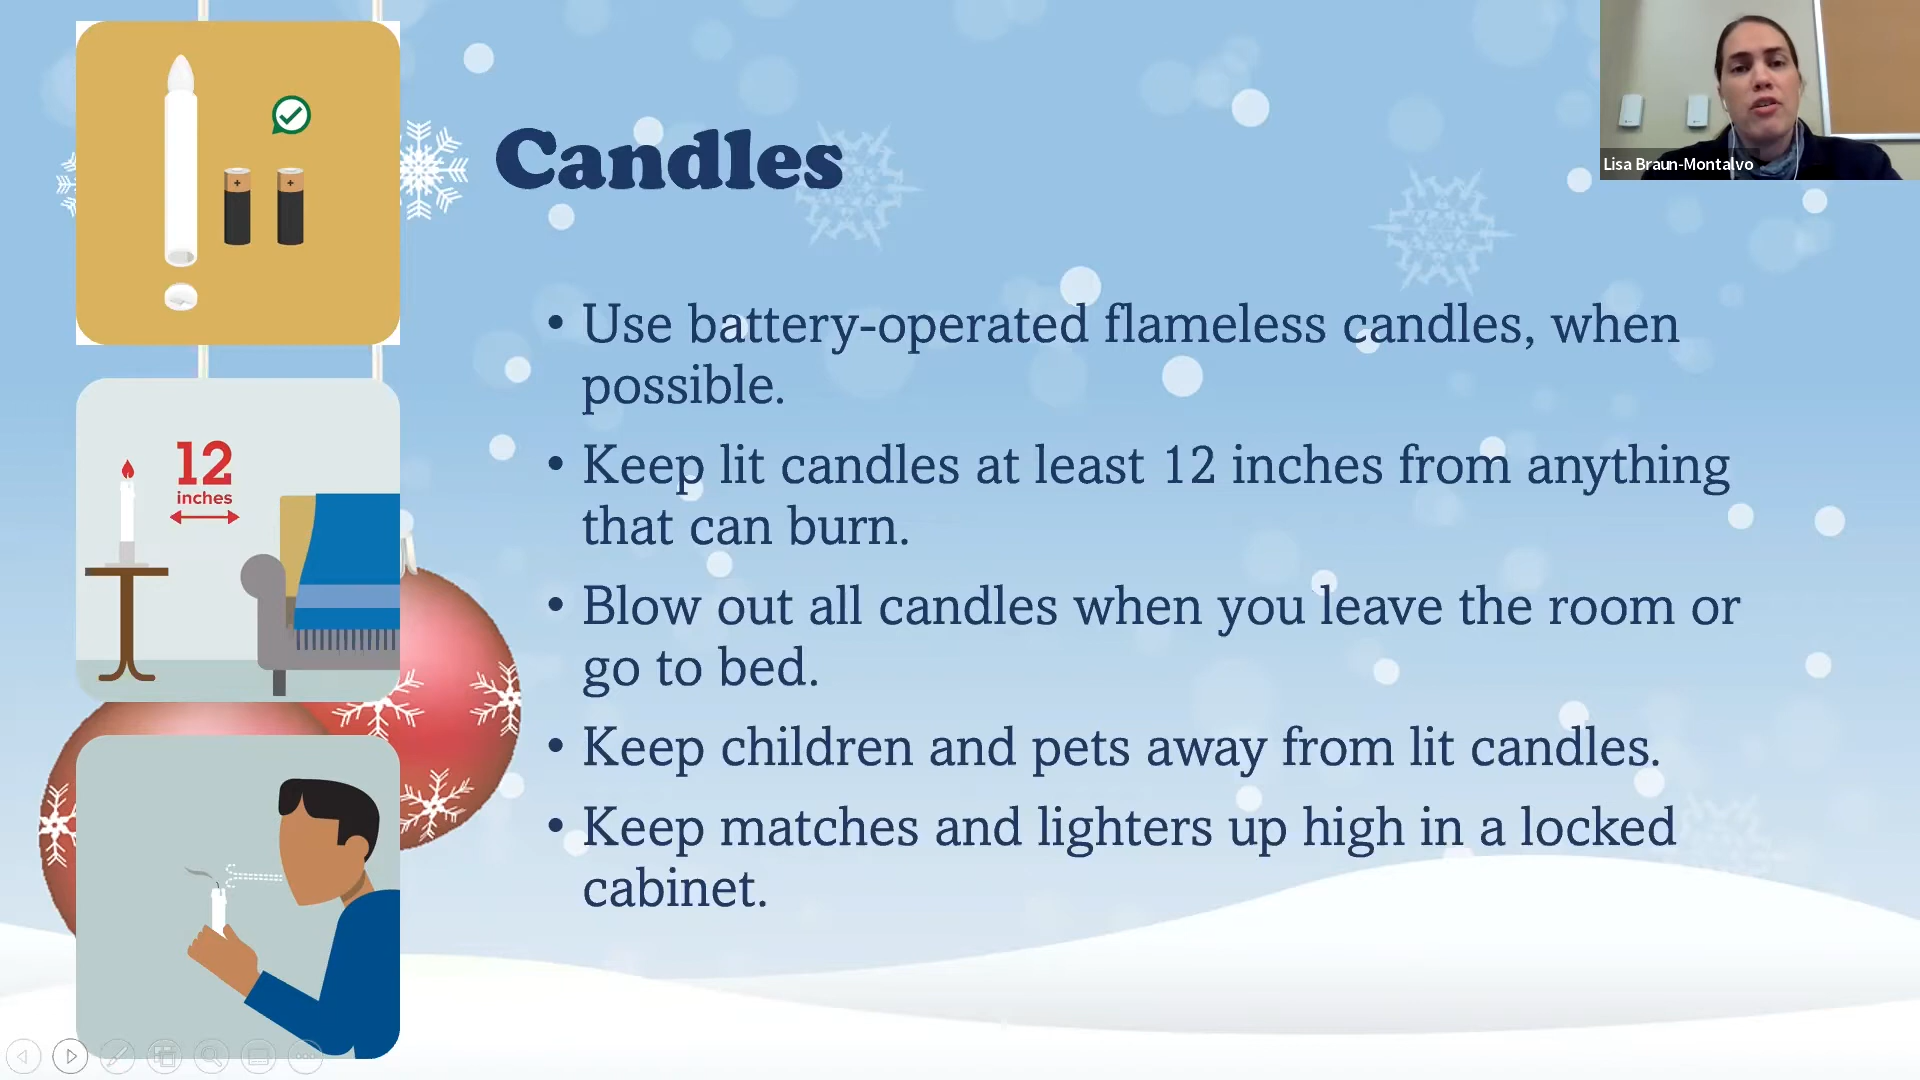 Candles
• Use battery-operated flameless candles, when
possible.
• Keep lit candles at least 12 inches from anything
that can burn.
• Blow out all candles when you leave the room or
go to bed.
• Keep children and pets away from lit candles.
• Keep matches and lighters up high in a locked
cabinet.
12
inches
Lisa Braun-Montalvo